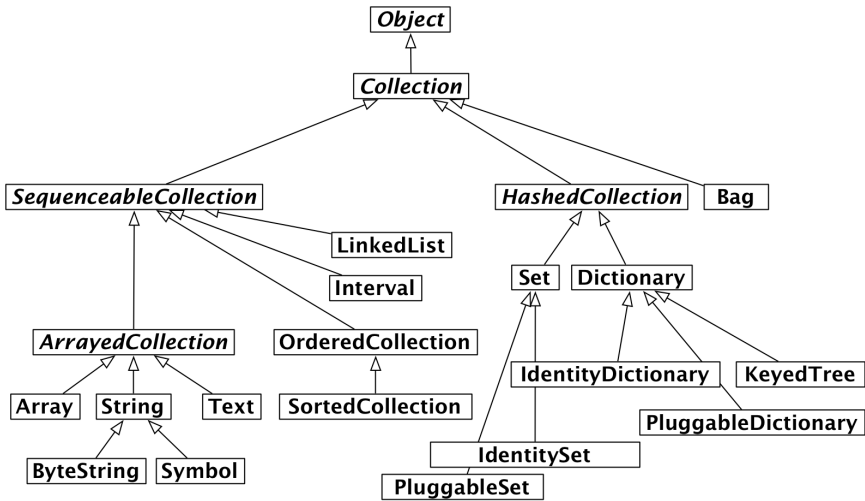 Object
Collection
SequenceableCollection
HashedCollection
Bag
LinkedList
Interval
Set
Dictionary
ArrayedCollection
OrderedCollection
IdentityDictionary
KeyedTree
Array
String
Text
SortedCollection
PluggableDictionary
IdentitySet
ByteString
Symbol
PluggableSet